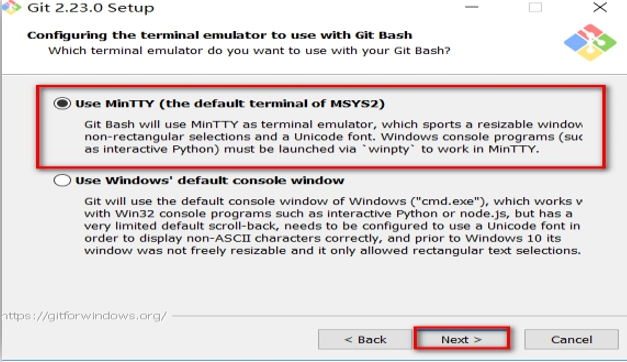 Git 2.23.0 Setup
Configuring the terminal emulator to use with Git Bash
Which terminal emulator do you want to use with your Git Bash?
Use MinTTY (the default terminal of MSYS2)
Git Bash will use MinTTY as terminal emulator, which sports a resizable window
non-rectangular selections and a Unicode font. Windows console programs (suc
as interactive Python) must be launched via `winpty` to work in MinTTY.
Use Windows' default console window
Git will use the default console window of Windows ("cmd.exe"), which works w
with Win32 console programs such as interactive Python or node.js, but has a
very limited default scroll-back, needs to be configured to use a Unicode font in
order to display non-ASCII characters correctly, and prior to Windows 10 its
window was not freely resizable and it only allowed rectangular text selections.
https://gitforwindows.org/
< Back
Next >
Cancel